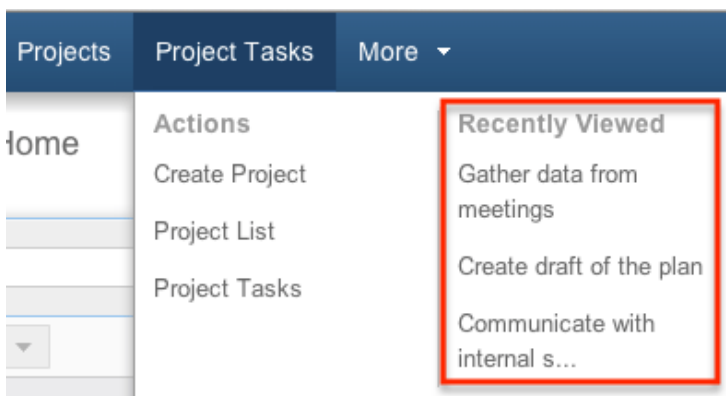 Projects Project Tasks More
Home
Actions
Create Project
Project List
Project Tasks
Recently Viewed
Gather data from
meetings
Create draft of the plan
Communicate with
internal s...